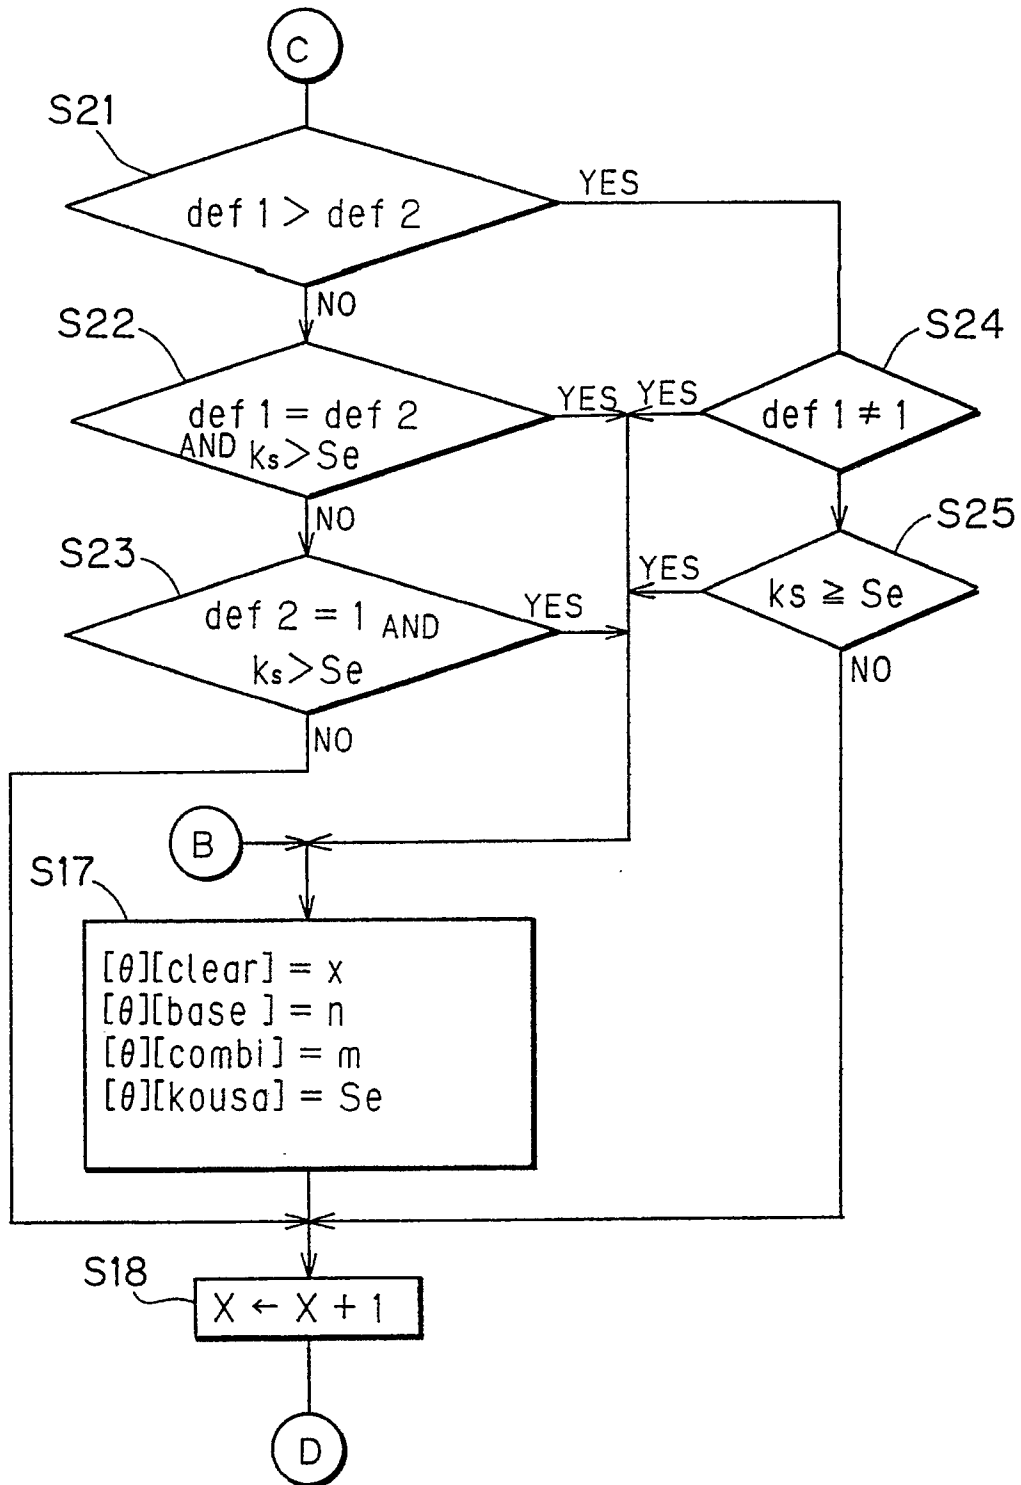 C
S21
def 1 > def 2
YES
NO
S22
def 1 = def 2
AND ks > Se
YES
YES
S24
def 1 ≠ 1
NO
S23
def 2 = 1 AND
ks > Se
YES
YES
S25
ks ≧ Se
NO
NO
B
S17
[θ][clear] = x
[θ][base ] = n
[θ][combi] = m
[θ][kousa] = Se
S18
X ← X + 1
D